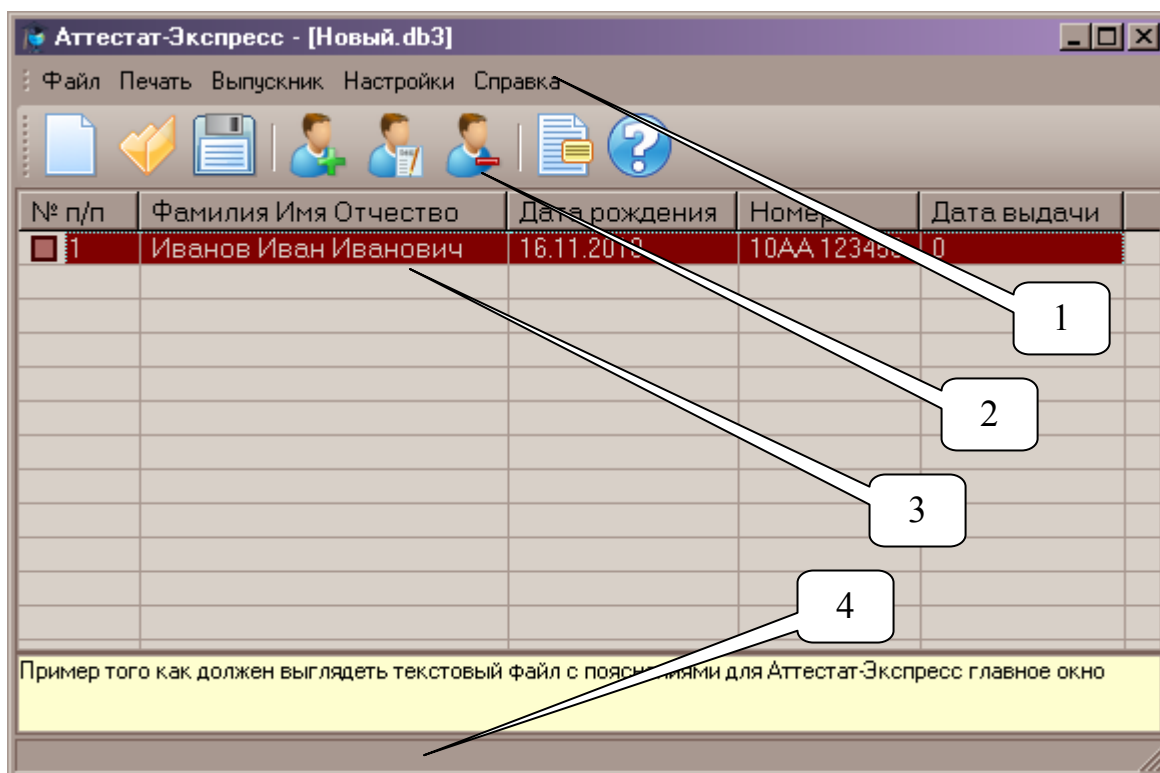 Аттестат-Экспресс - [Новый.db3]
Файл Печать Выпускник Настройки Справка
№ п/п Фамилия Имя Отчество Дата рождения Номер Дата выдачи
1 Иванов Иван Иванович 10АА 0
1
2
3
4
Пример того как должен выглядеть текстовый файл с пояснениями для Аттестат-Экспресс главное окно